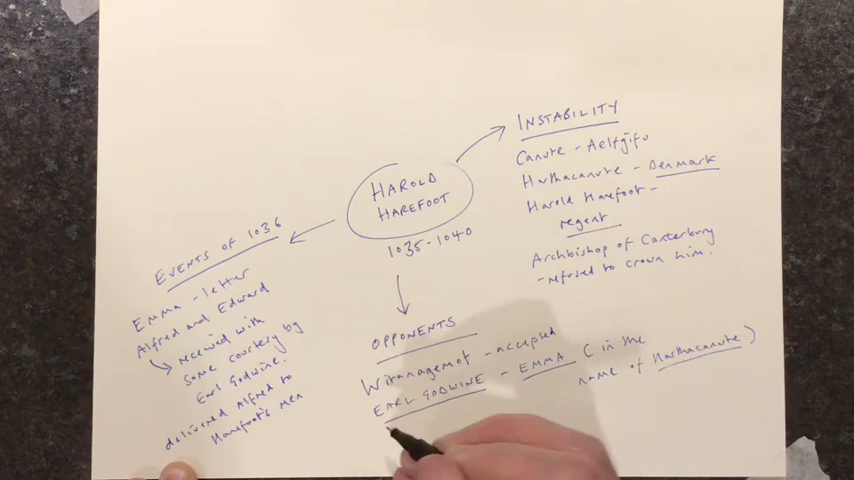 HAROLD
HAREFOOT
1035-1040
INSTABILITY
Canute - Aelfgifu
Harthacanute - Denmark
Harold Harefoot -
regent
Archbishop of Canterbury
- refused to crown him.
OPPONENTS
Witnnagemot - accepted
EARL GODWINE - EMMA (in the
name of Harthacanute)
EVENTS OF 1036
Emma - letter
Alfred and Edward
received with
some courtesy by
Earl Godwine.
delivered Alfred to
Harefoot's men